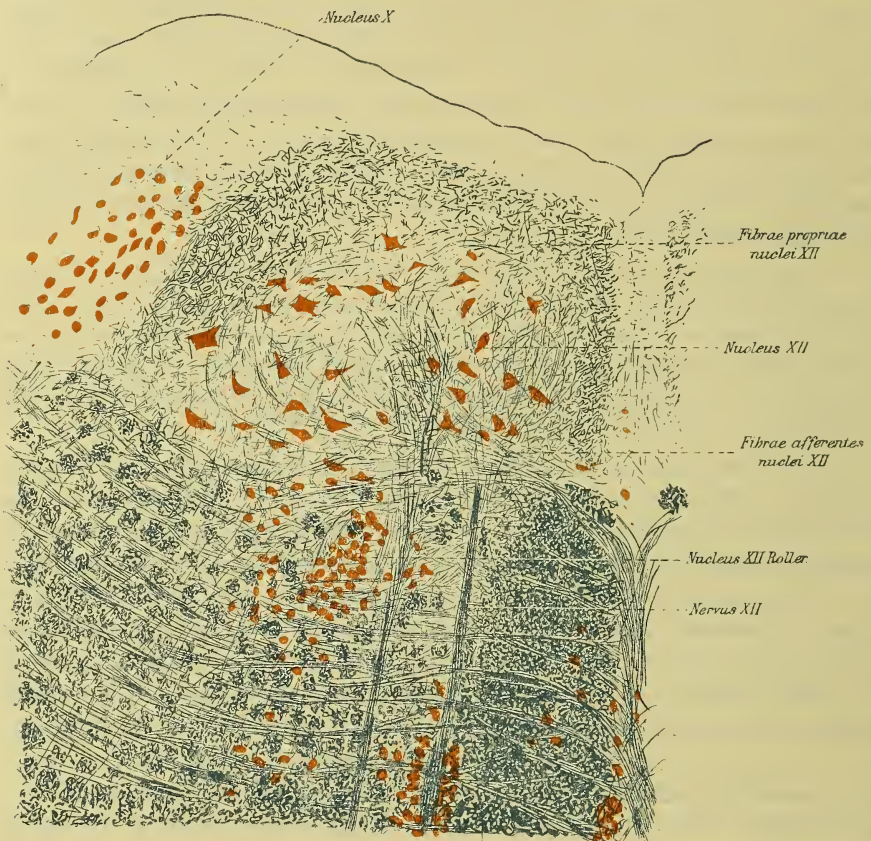 Nucleus X
Fibrae propriae
nuclei XII
Nucleus XII
Fibrae afferentes
nuclei XII
Nucleus XII Roller
Nervus XII